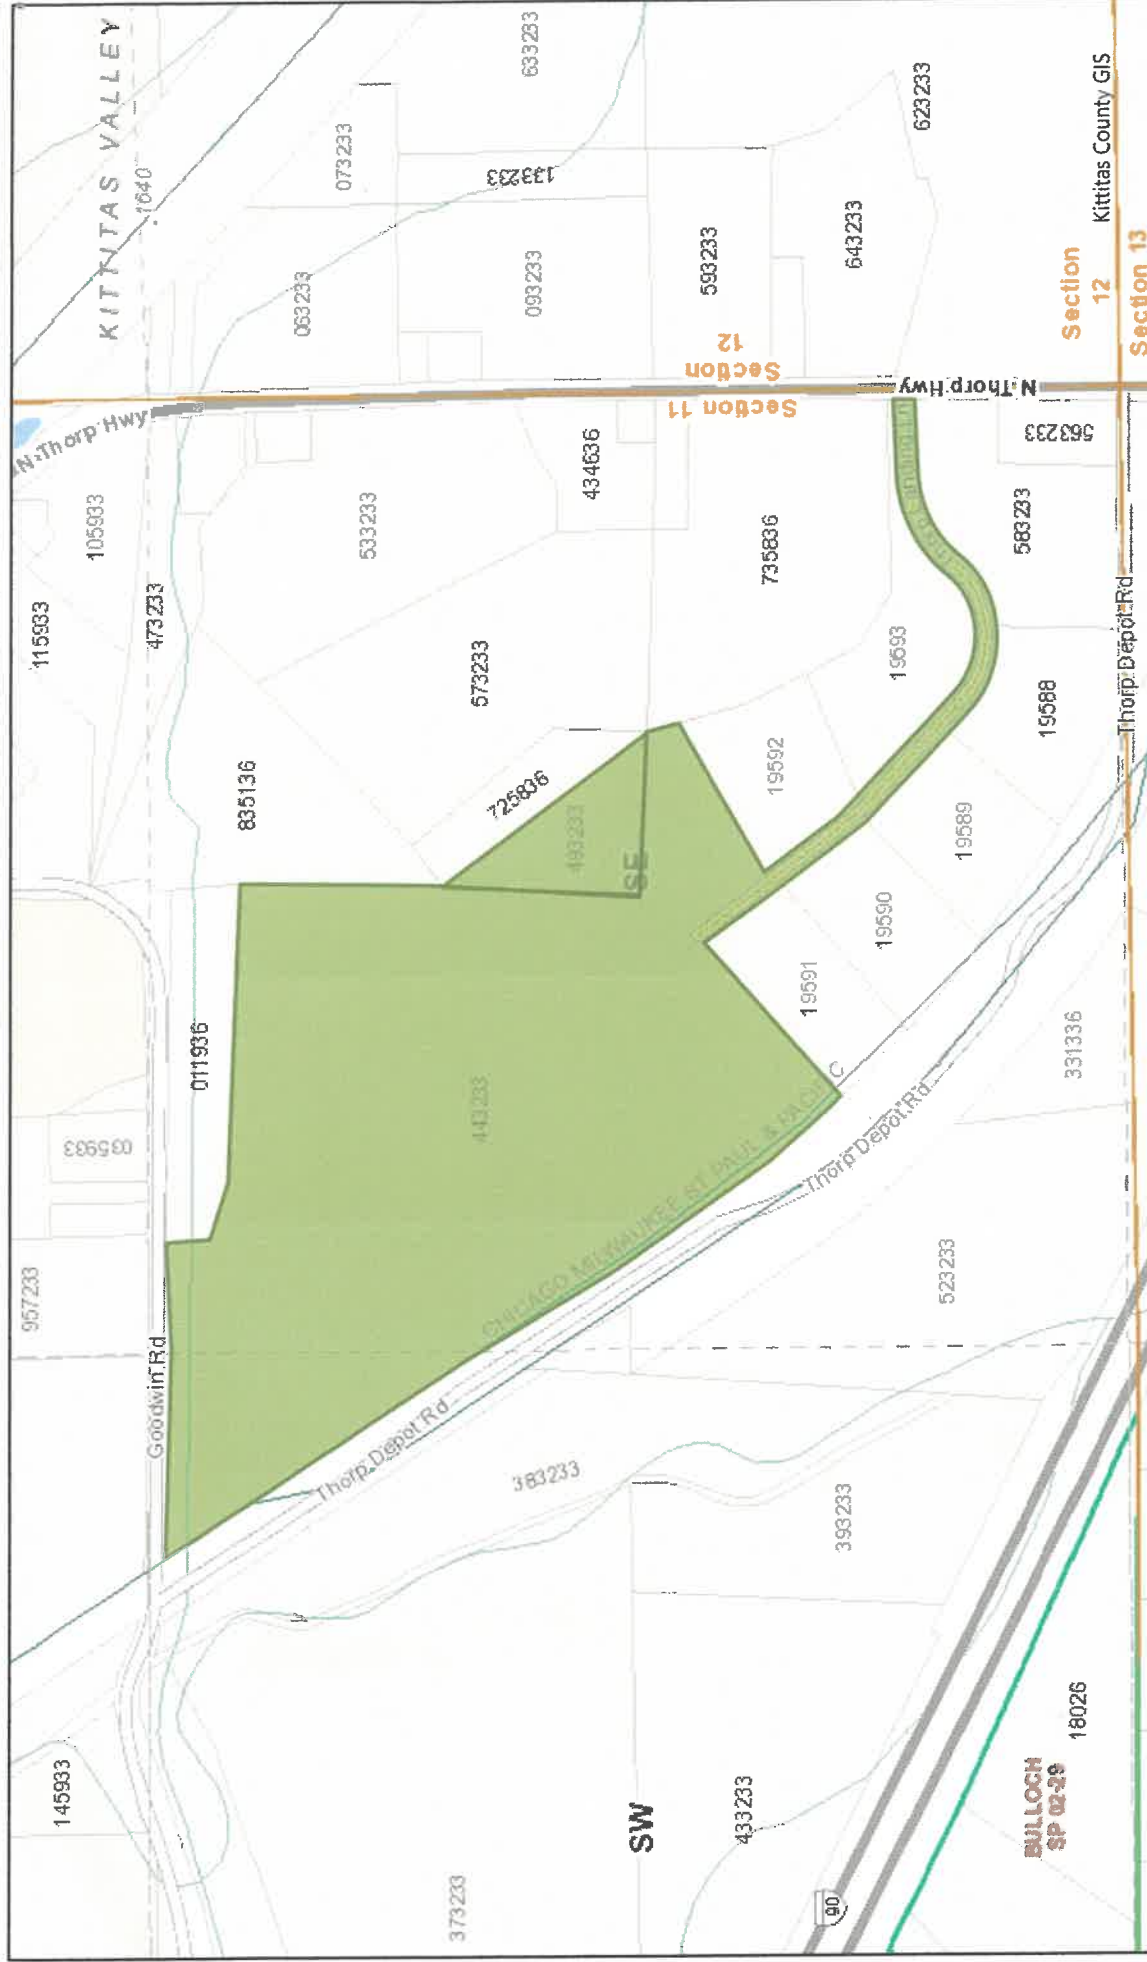 KITTITAS VALLEY
1640
633233
073233
133233
063233
093233
593233
643233
623233
Section
12
Section 11
Section
12
Kittitas County GIS
Section 13
N Thorp Hwy
N Thorp Hwy
115933
105933
473233
533233
434636
735836
563233
583233
835136
573233
725836
493233
SE
19592
19593
19588
19589
19590
19591
Thorp Depot Rd
011936
035933
443233
331336
957233
Goodwin Rd
CHICAGO MILWAUKEE ST PAUL & PACIFIC
Thorp Depot Rd
523233
Thorp Depot Rd
383233
393233
145933
373233
SW
433233
90
BULLOCH
SP 02-29
18026